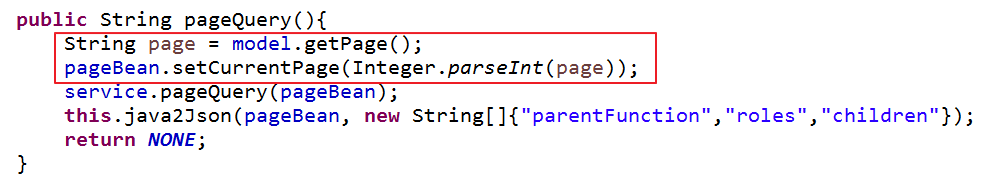 public String pageQuery(){
String page = model.getPage();
pageBean.setCurrentPage(Integer.parseInt(page));
service.pageQuery(pageBean);
this.java2Json(pageBean, new String[]{"parentFunction","roles","children"});
return NONE;
}